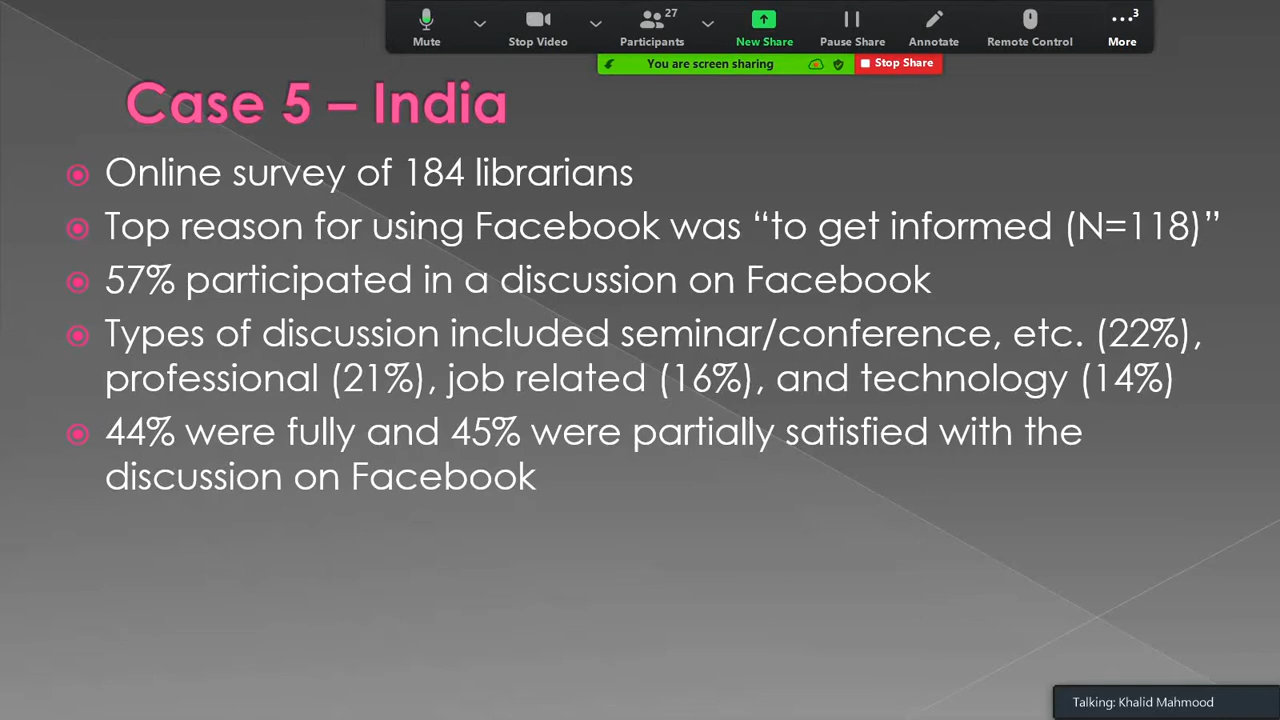 27
3
Mute
Stop Video
Participants
New Share
Pause Share
Annotate
Remote Control
More
You are screen sharing
Stop Share
Case 5 – India
Online survey of 184 librarians
Top reason for using Facebook was “to get informed (N=118)”
57% participated in a discussion on Facebook
Types of discussion included seminar/conference, etc. (22%),
professional (21%), job related (16%), and technology (14%)
44% were fully and 45% were partially satisfied with the
discussion on Facebook
Talking: Khalid Mahmood